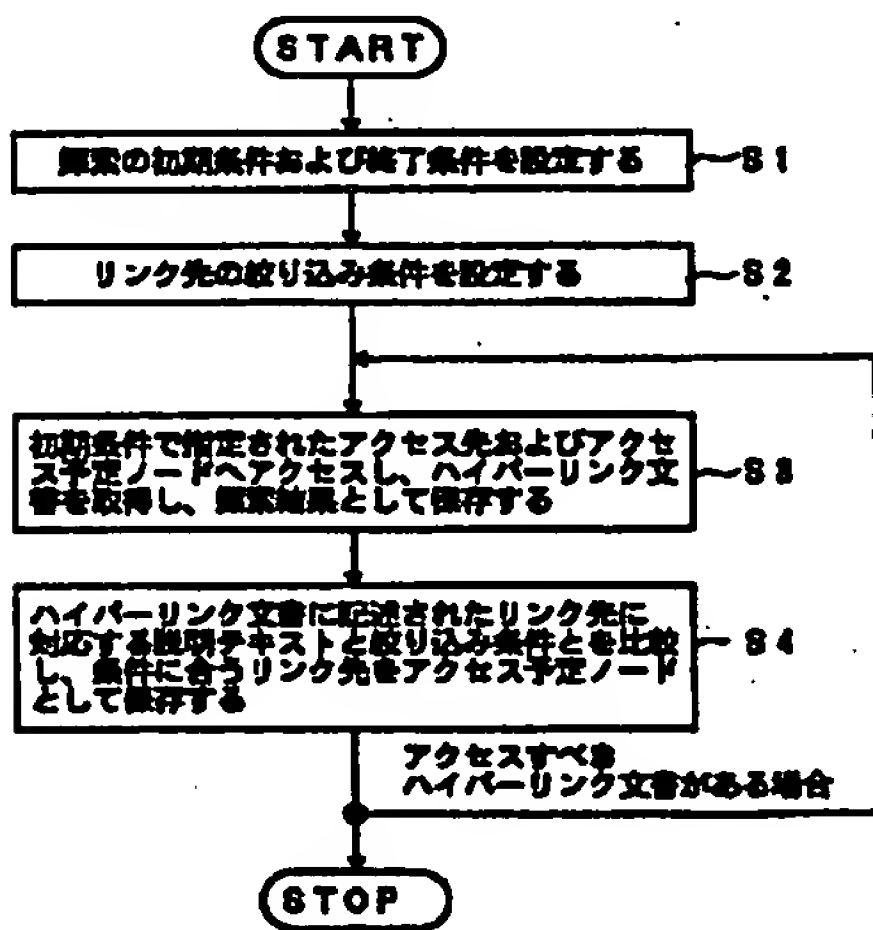 START
探索の初期条件および終了条件を設定する
S1
リンク先の絞り込み条件を設定する
S2
初期条件で指定されたアクセス先およびアクセ
ス予定ノードへアクセスし、ハイパーリンク文
書を取得し、探索結果として保存する
S3
ハイパーリンク文書に記述されたリンク先に
対応する説明テキストと絞り込み条件とを比較
し、条件に合うリンク先をアクセス予定ノード
として保存する
S4
アクセスすべき
ハイパーリンク文書がある場合
STOP